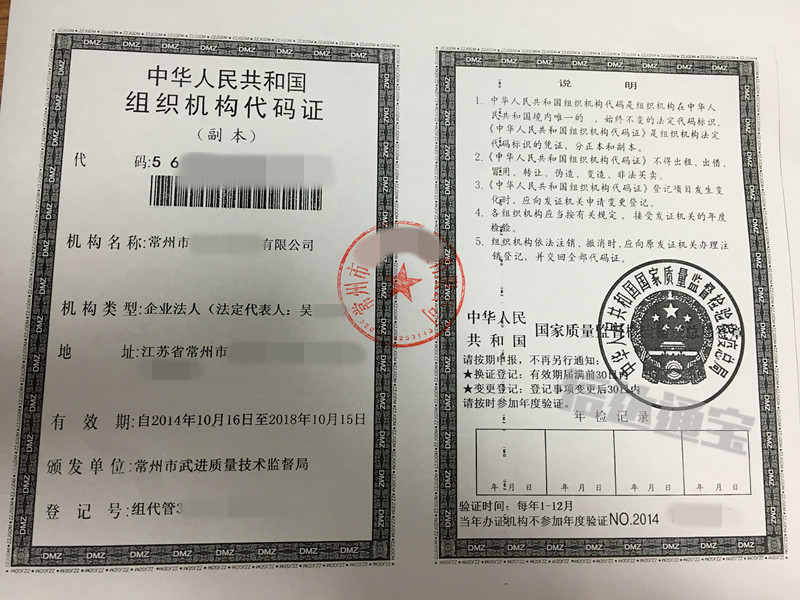 中华人民共和国
组织机构代码证
(副本)
代 码:5 6
机构名称:常州市 有限公司
机构类型:企业法人(法定代表人:吴
地 址:江苏省常州市
有 效 期:自2014年10月16日至2018年10月15日
颁发单位:常州市武进质量技术监督局
登 记 号:组代管3
常州市
说 明
1. 中华人民共和国组织机构代码是组织机构在中华人
民共和国境内唯一的 、始终不变的法定代码标识,
《中华人民共和国组织机构代码证》是组织机构法定
代码标识的凭证,分正本和副本。
2.《中华人民共和国组织机构代码证》不得出租、出借、
冒用、转让、伪造、变造、非法买卖。
3.《中华人民共和国组织机构代码证》登记项目发生变
化时,应向发证机关申请变更登记。
4. 各组织机构应当按有关规定,接受发证机关的年度
检验。
5. 组织机构依法注销、撤消时,应向原发证机关办理注
销登记,并交回全部代码证。
中华人民
共和国 国家质量监
中华人民共和国国家质量监督检验检疫总局
请按期申报,不再另行通知:
★换证登记:有效期届满前30日内
★变更登记:登记事项变更后30日内
请按时参加年度验证。
年检记录
年 月 日 年 月 日 年 月 日 年 月 日
验证时间:每年1-12月
当年办证机构不参加年度验证NO.2014